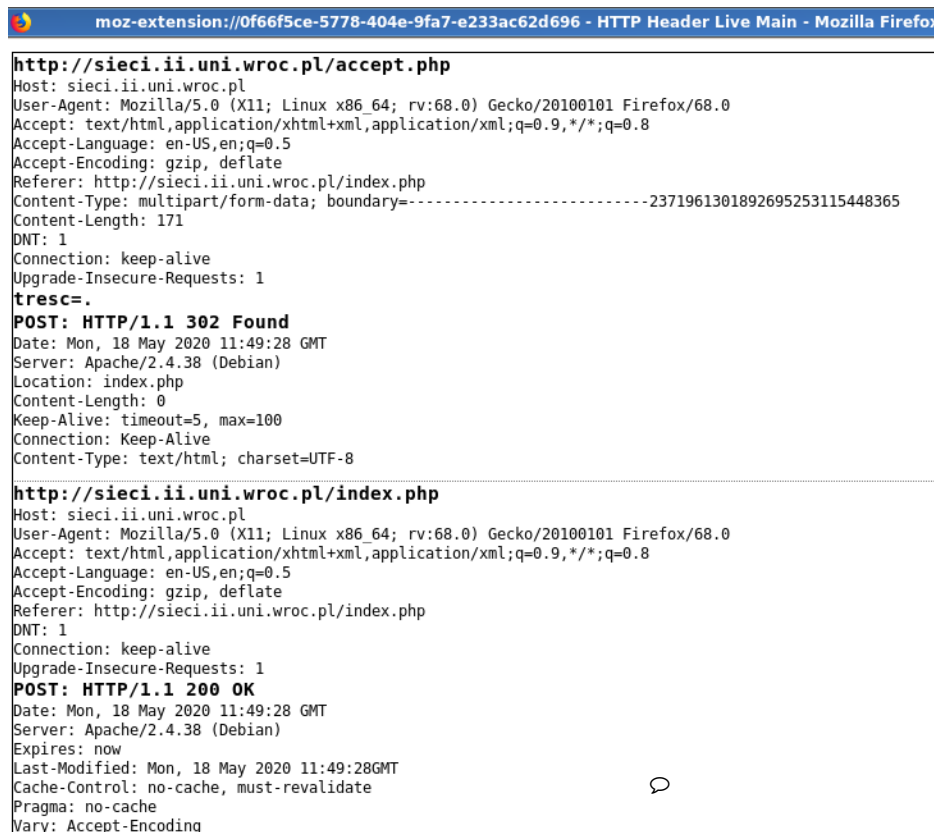 moz-extension://0f66f5ce-5778-404e-9fa7-e233ac62d696 - HTTP Header Live Main - Mozilla Firefox
http://sieci.ii.uni.wroc.pl/accept.php
Host: sieci.ii.uni.wroc.pl
User-Agent: Mozilla/5.0 (X11; Linux x86_64; rv:68.0) Gecko/20100101 Firefox/68.0
Accept: text/html,application/xhtml+xml,application/xml;q=0.9,*/*;q=0.8
Accept-Language: en-US,en;q=0.5
Accept-Encoding: gzip, deflate
Referer: http://sieci.ii.uni.wroc.pl/index.php
Content-Type: multipart/form-data; boundary=---------------------------2371961301892695253115448365
Content-Length: 171
DNT: 1
Connection: keep-alive
Upgrade-Insecure-Requests: 1
tresc=.
POST: HTTP/1.1 302 Found
Date: Mon, 18 May 2020 11:49:28 GMT
Server: Apache/2.4.38 (Debian)
Location: index.php
Content-Length: 0
Keep-Alive: timeout=5, max=100
Connection: Keep-Alive
Content-Type: text/html; charset=UTF-8
http://sieci.ii.uni.wroc.pl/index.php
Host: sieci.ii.uni.wroc.pl
User-Agent: Mozilla/5.0 (X11; Linux x86_64; rv:68.0) Gecko/20100101 Firefox/68.0
Accept: text/html,application/xhtml+xml,application/xml;q=0.9,*/*;q=0.8
Accept-Language: en-US,en;q=0.5
Accept-Encoding: gzip, deflate
Referer: http://sieci.ii.uni.wroc.pl/index.php
DNT: 1
Connection: keep-alive
Upgrade-Insecure-Requests: 1
POST: HTTP/1.1 200 OK
Date: Mon, 18 May 2020 11:49:28 GMT
Server: Apache/2.4.38 (Debian)
Expires: now
Last-Modified: Mon, 18 May 2020 11:49:28GMT
Cache-Control: no-cache, must-revalidate
Pragma: no-cache
Vary: Accept-Encoding